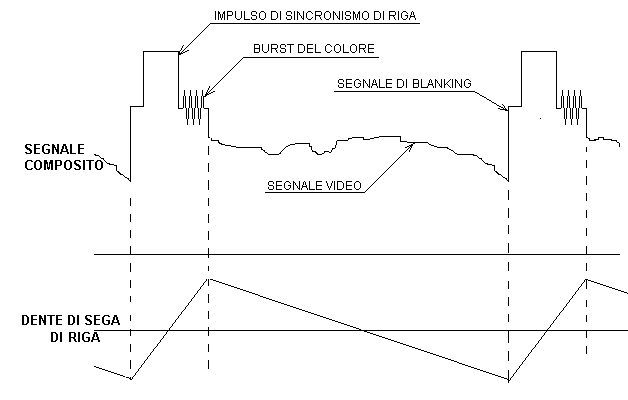 IMPULSO DI SINCRONISMO DI RIGA
BURST DEL COLORE
SEGNALE DI BLANKING
SEGNALE
COMPOSITO
SEGNALE VIDEO
DENTE DI SEGA
DI RIGA